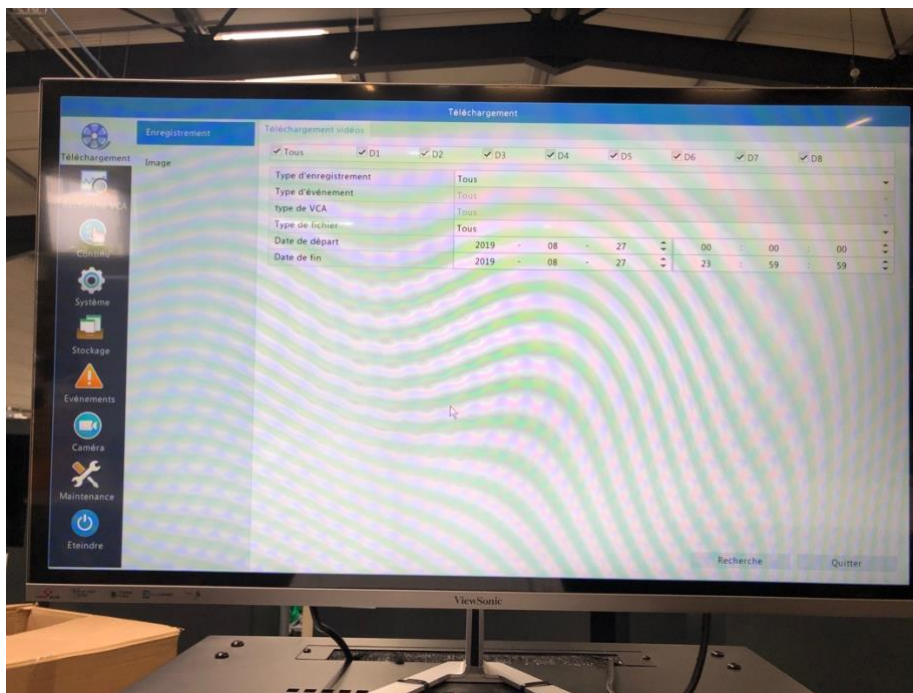 Téléchargement
Enregistrement
Image
Téléchargement vidéos
Tous D1 D2 D3 D4 D5 D6 D7 D8
Type d'enregistrement Tous
Type d'événement Tous
type de VCA Tous
Type de fichier Tous
Date de départ 2019 - 08 - 27 00 : 00 : 00
Date de fin 2019 - 08 - 27 23 : 59 : 59
Téléchargement
Système
Stockage
Evénements
Caméra
Maintenance
Eteindre
Recherche Quitter
ViewSonic